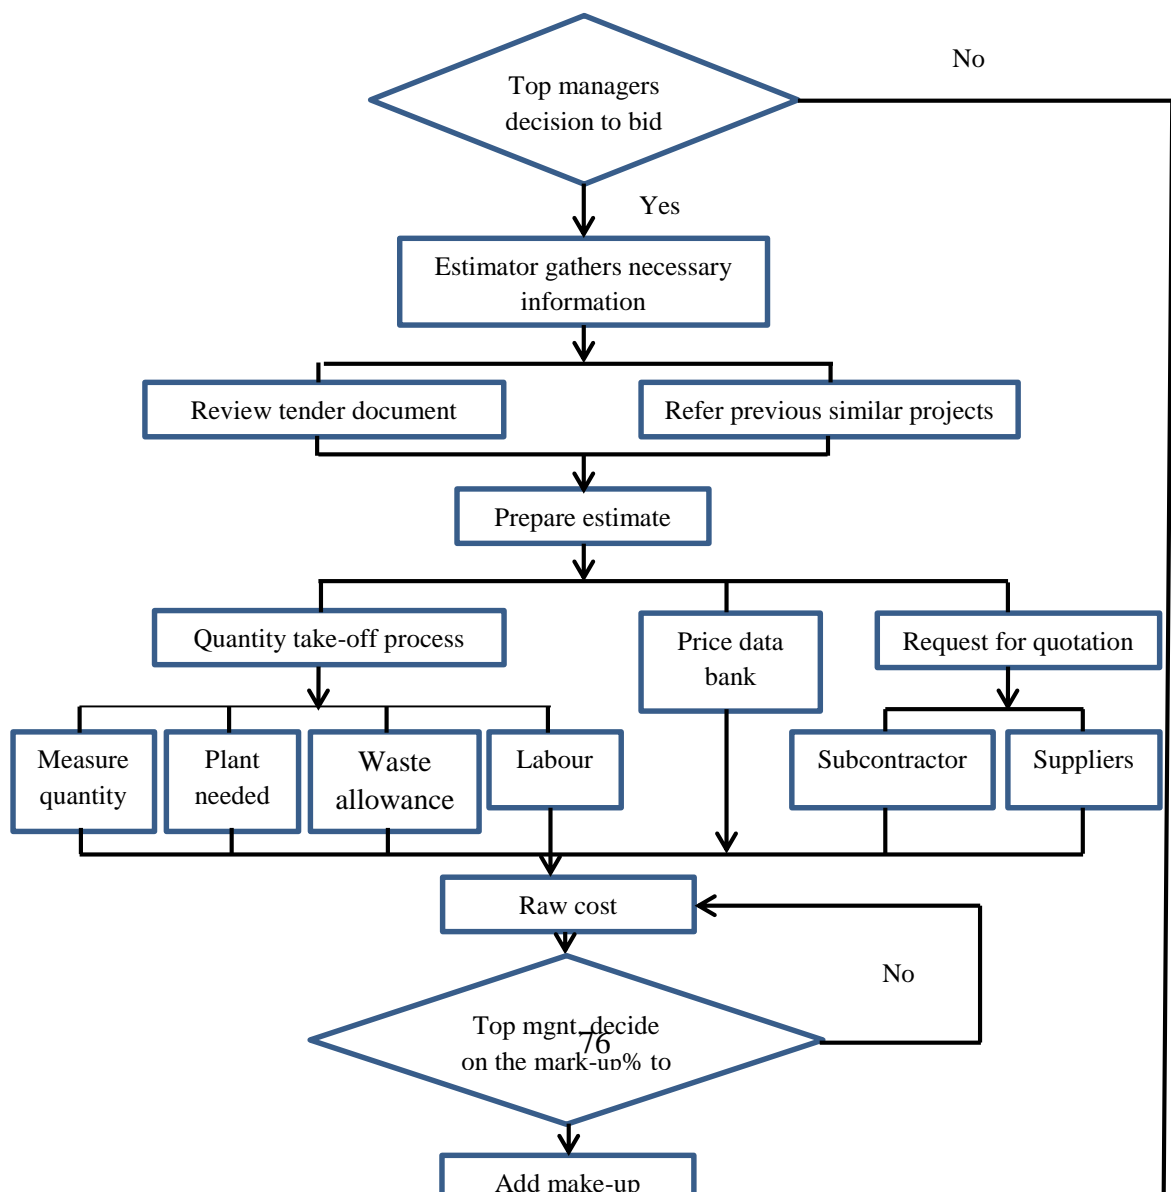 No
Top managers
decision to bid
Yes
Estimator gathers necessary
information
Review tender document
Refer previous similar projects
Prepare estimate
Quantity take-off process
Price data
bank
Request for quotation
Measure
quantity
Plant
needed
Waste
allowance
Labour
Subcontractor
Suppliers
Raw cost
No
Top mgnt. decide
76
on the mark-up% to
Add make-up